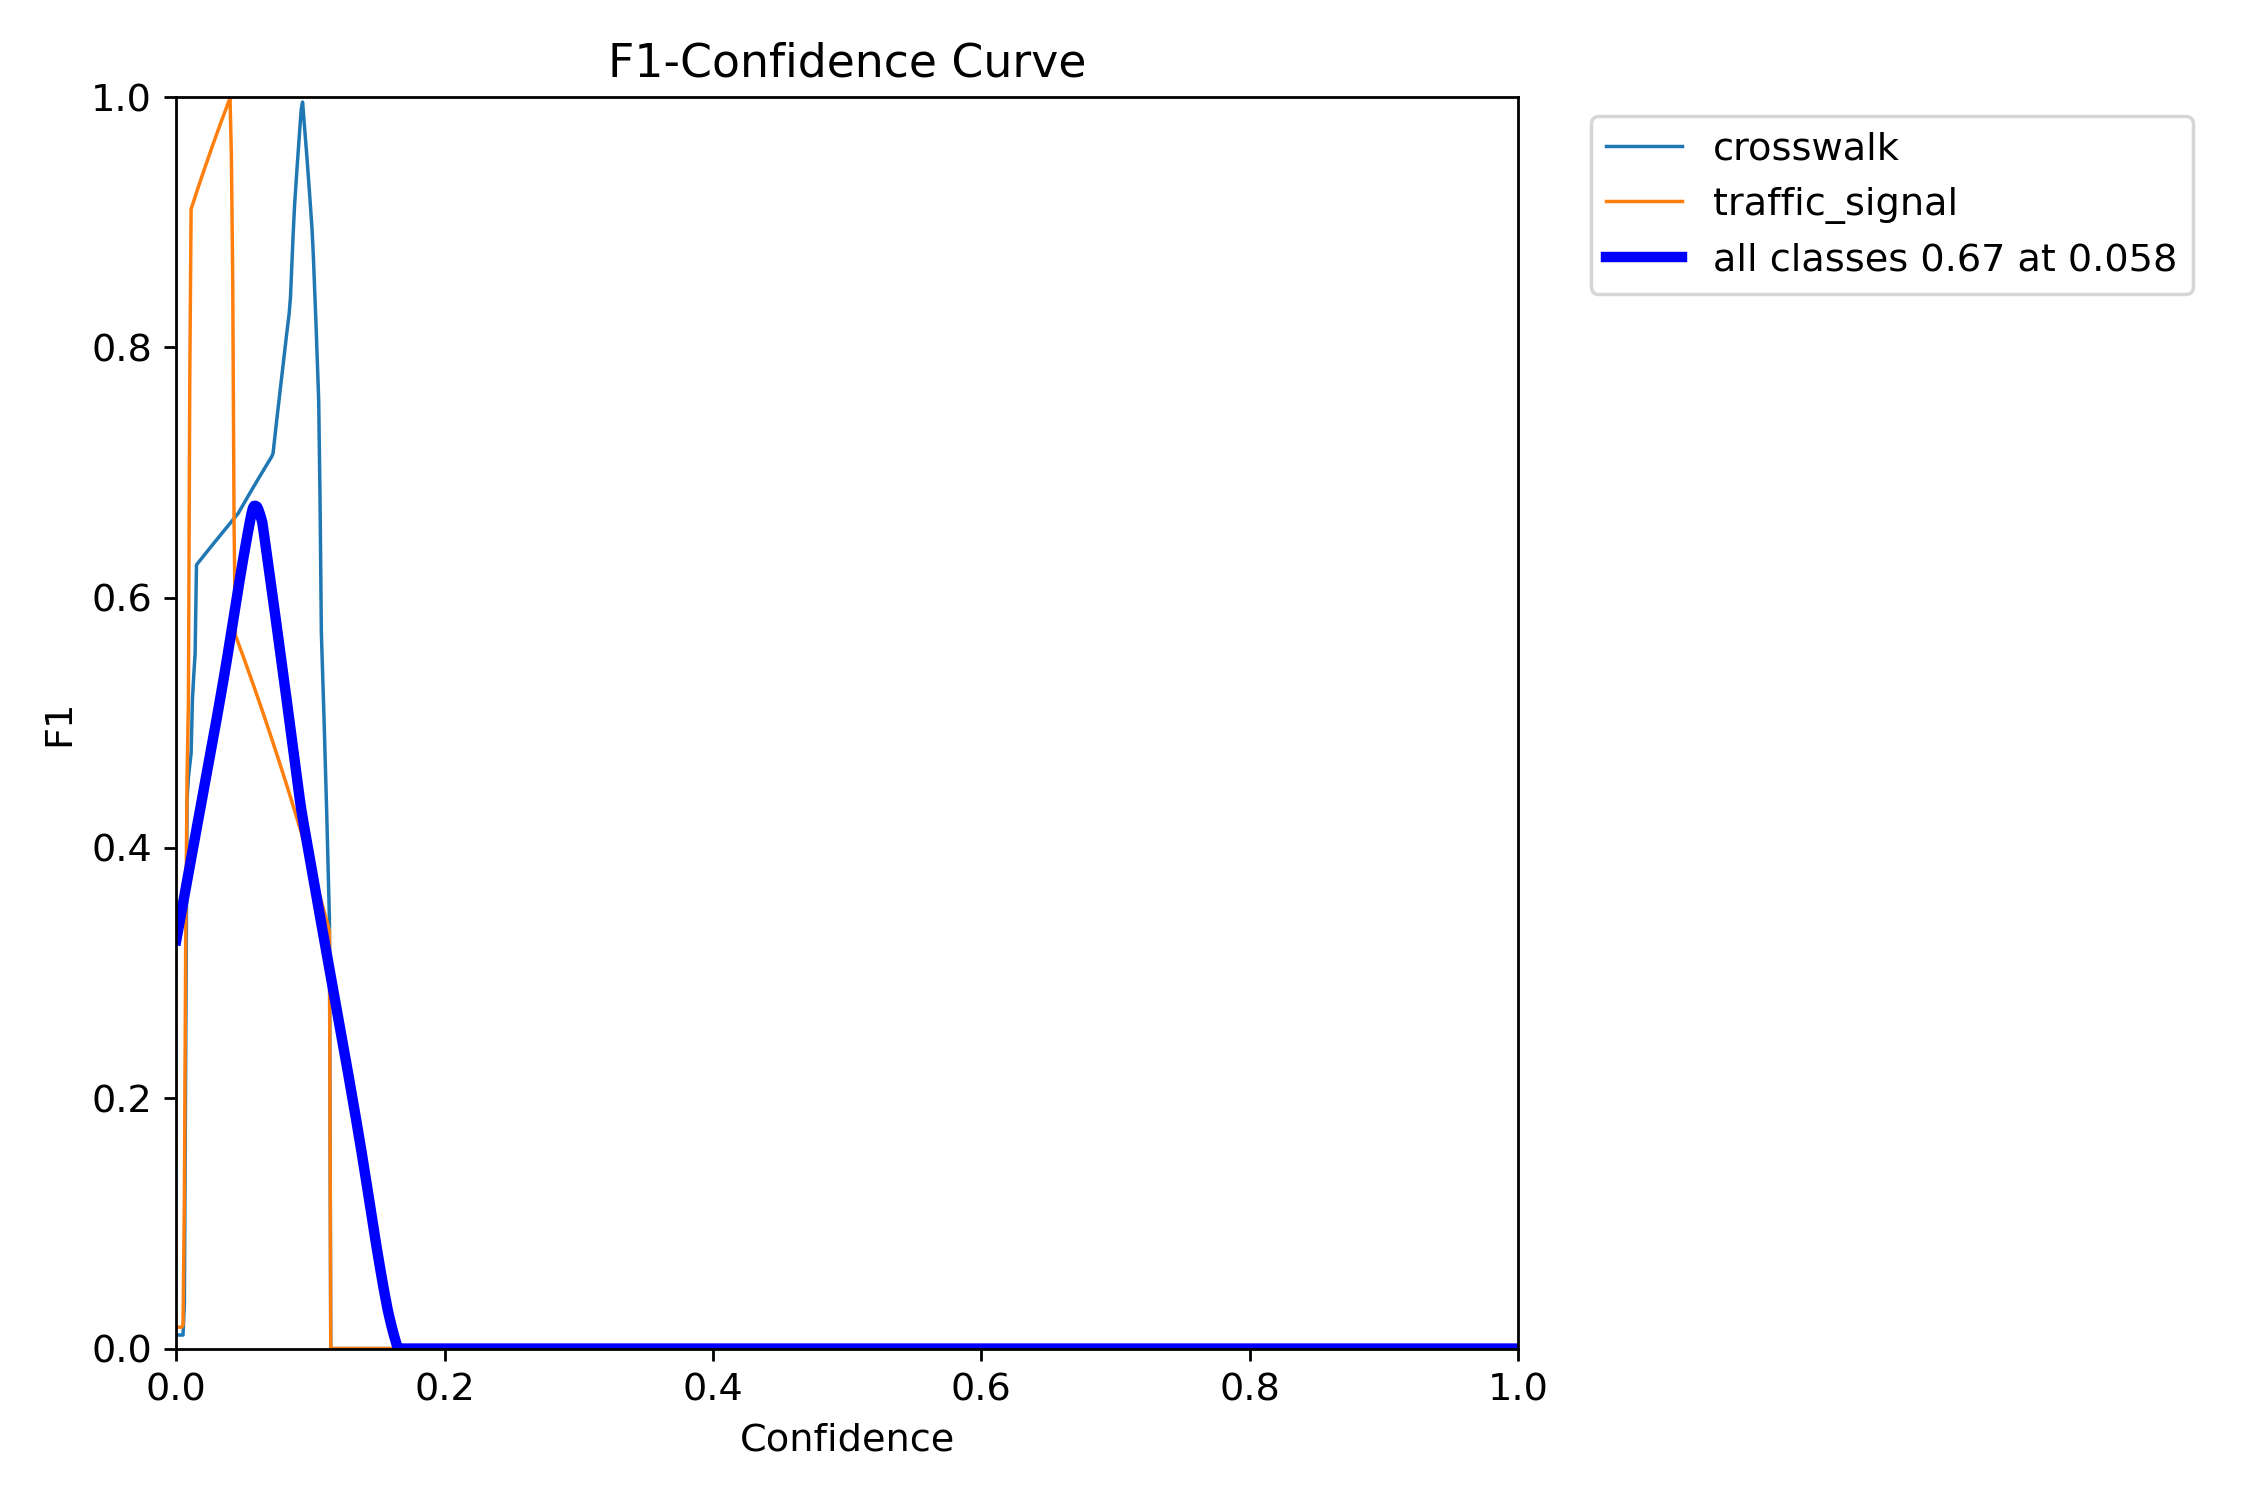 F1-Confidence Curve
1.0
0.8
0.6
0.4
0.2
0.0
F1
0.0 0.2 0.4 0.6 0.8 1.0
Confidence
crosswalk
traffic_signal
all classes 0.67 at 0.058